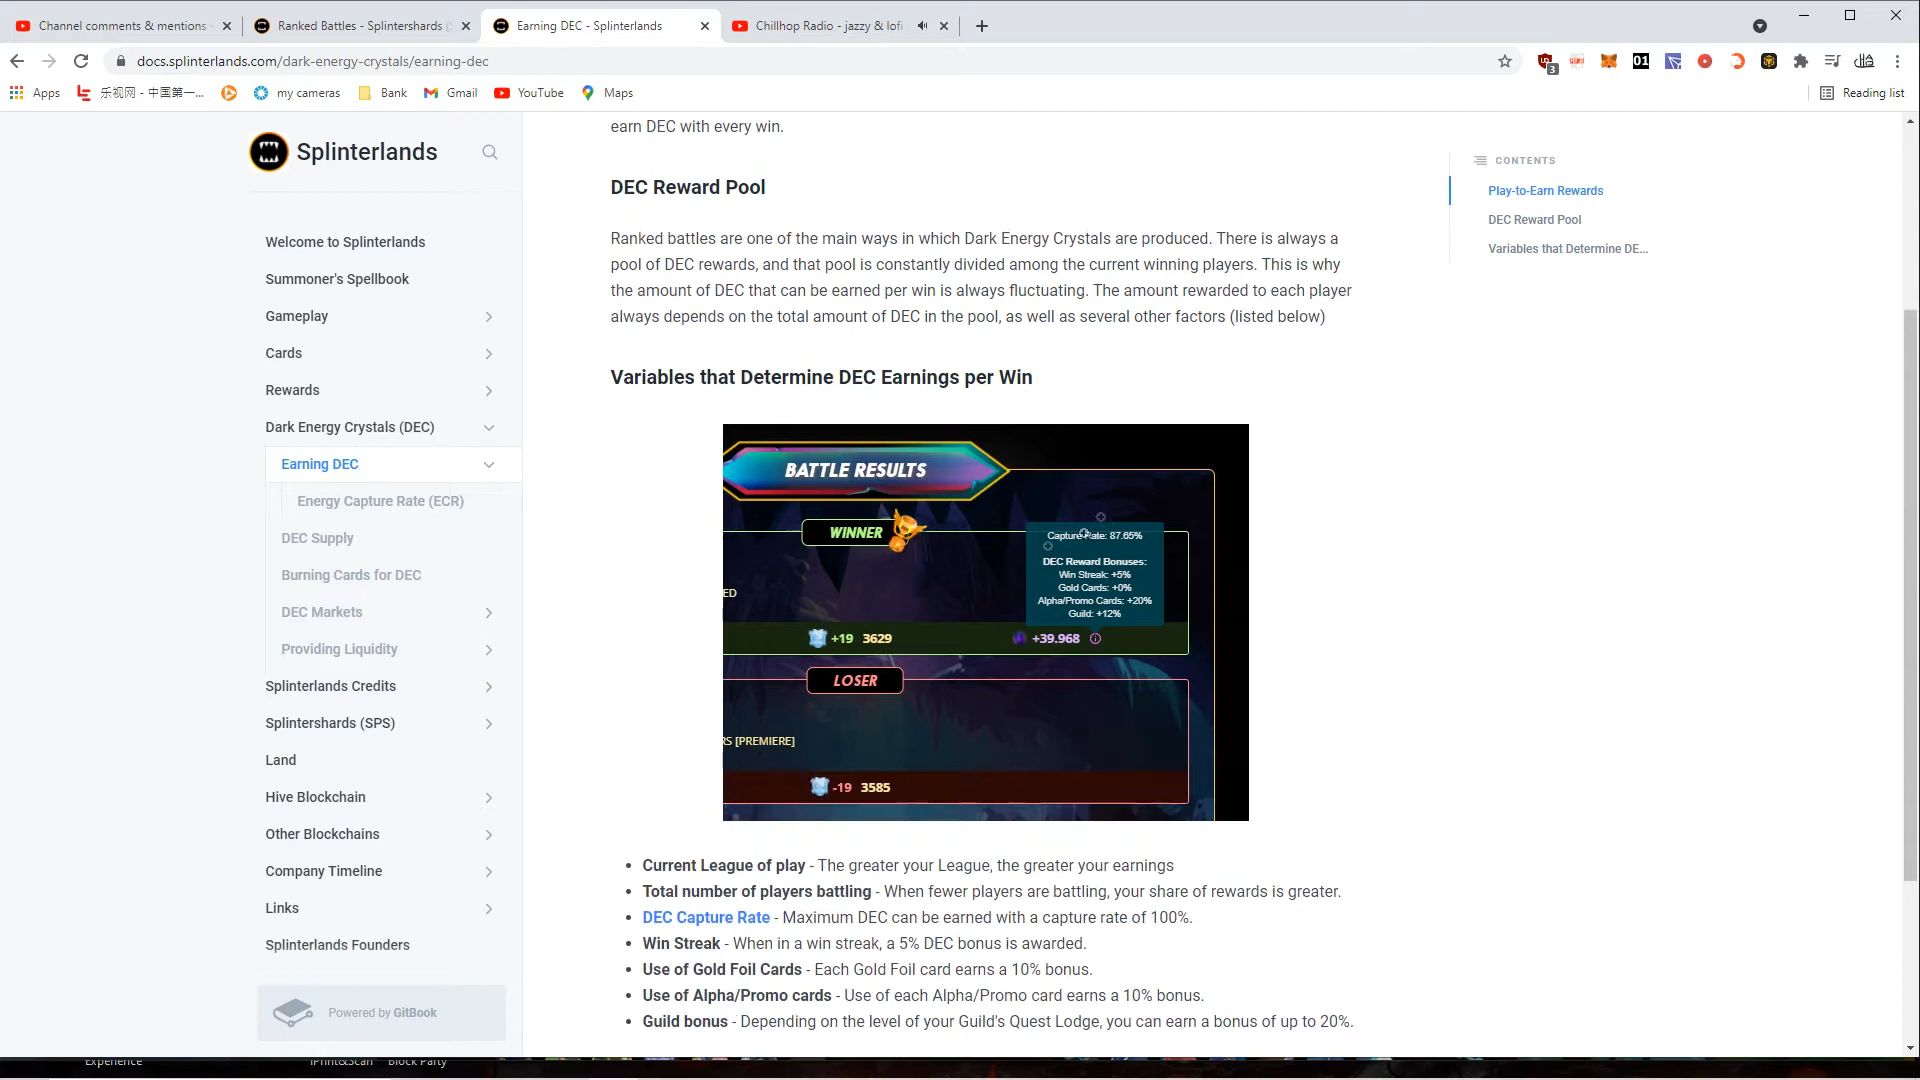 Channel comments & mentions
Ranked Battles - Splintershards (
Earning DEC - Splinterlands
Chillhop Radio - jazzy & lofi
docs.splinterlands.com/dark-energy-crystals/earning-dec
3
01
Apps
乐视网 - 中国第一...
my cameras
Bank
Gmail
YouTube
Maps
Reading list
Splinterlands
Welcome to Splinterlands
Summoner's Spellbook
Gameplay
Cards
Rewards
Dark Energy Crystals (DEC)
Earning DEC
Energy Capture Rate (ECR)
DEC Supply
Burning Cards for DEC
DEC Markets
Providing Liquidity
Splinterlands Credits
Splintershards (SPS)
Land
Hive Blockchain
Other Blockchains
Company Timeline
Links
Splinterlands Founders
Powered by GitBook
earn DEC with every win.
DEC Reward Pool
Ranked battles are one of the main ways in which Dark Energy Crystals are produced. There is always a
pool of DEC rewards, and that pool is constantly divided among the current winning players. This is why
the amount of DEC that can be earned per win is always fluctuating. The amount rewarded to each player
always depends on the total amount of DEC in the pool, as well as several other factors (listed below)
Variables that Determine DEC Earnings per Win
BATTLE RESULTS
WINNER
Capture Rate: 87.65%
DEC Reward Bonuses:
Win Streak: +5%
Gold Cards: +0%
Alpha/Promo Cards: +20%
Guild: +12%
ED
+19 3629
+39.968
LOSER
RS [PREMIERE]
-19 3585
• Current League of play - The greater your League, the greater your earnings
• Total number of players battling - When fewer players are battling, your share of rewards is greater.
• DEC Capture Rate - Maximum DEC can be earned with a capture rate of 100%.
• Win Streak - When in a win streak, a 5% DEC bonus is awarded.
• Use of Gold Foil Cards - Each Gold Foil card earns a 10% bonus.
• Use of Alpha/Promo cards - Use of each Alpha/Promo card earns a 10% bonus.
• Guild bonus - Depending on the level of your Guild's Quest Lodge, you can earn a bonus of up to 20%.
CONTENTS
Play-to-Earn Rewards
DEC Reward Pool
Variables that Determine DE...
Experience
iPrint&Scan
Block Party